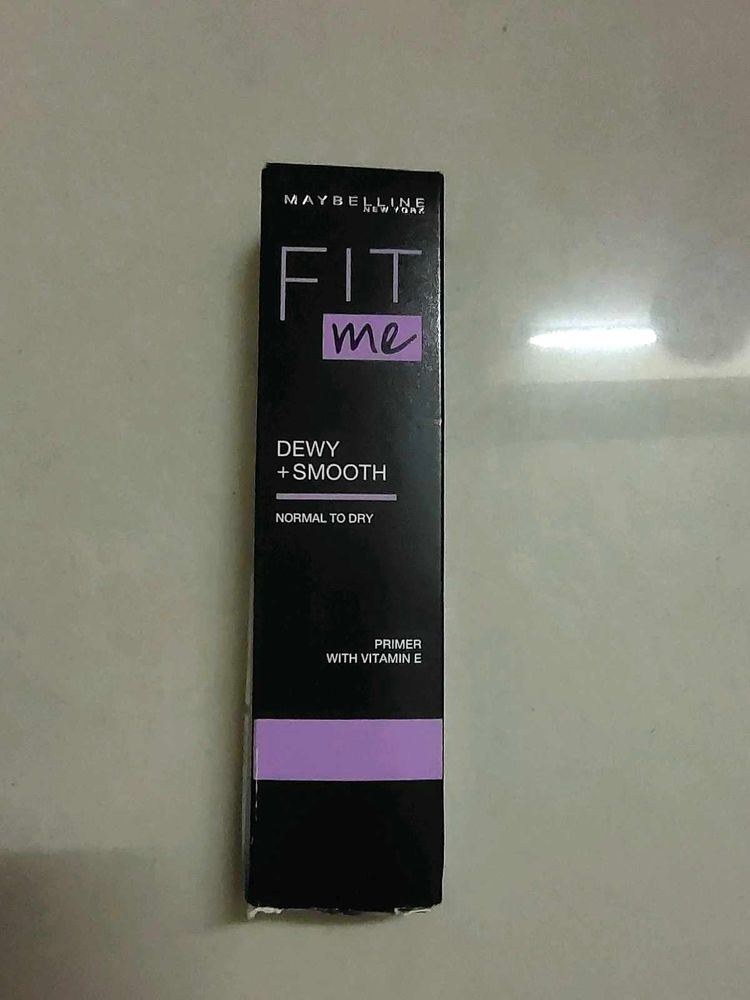 MAYBELLINE
NEW YORK
FIT
me
DEWY
+SMOOTH
NORMAL TO DRY
PRIMER
WITH VITAMIN E